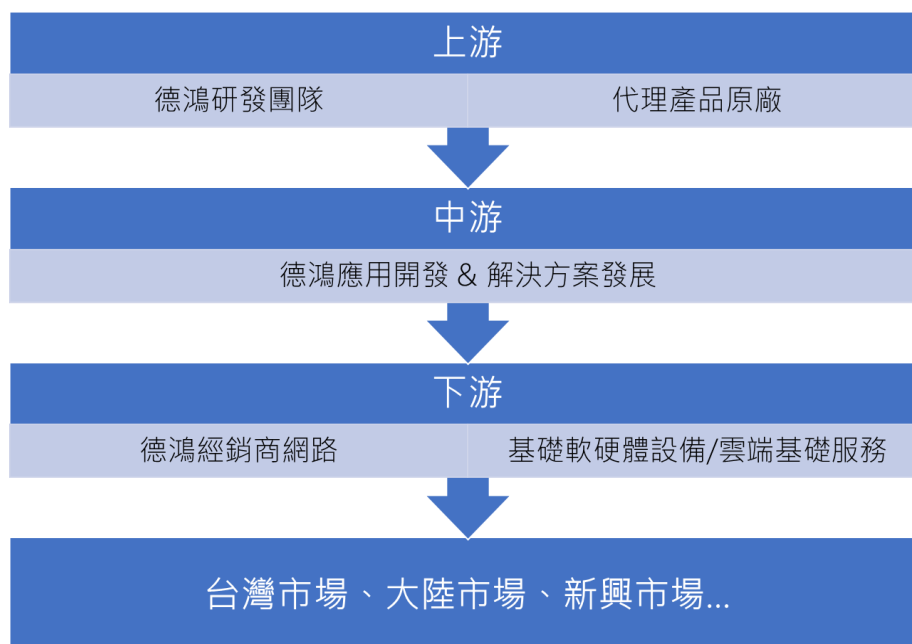 上游
德鴻研發團隊 代理產品原廠
中游
德鴻應用開發 & 解決方案發展
下游
德鴻經銷商網路 基礎軟硬體設備/雲端基礎服務
台灣市場、大陸市場、新興市場...